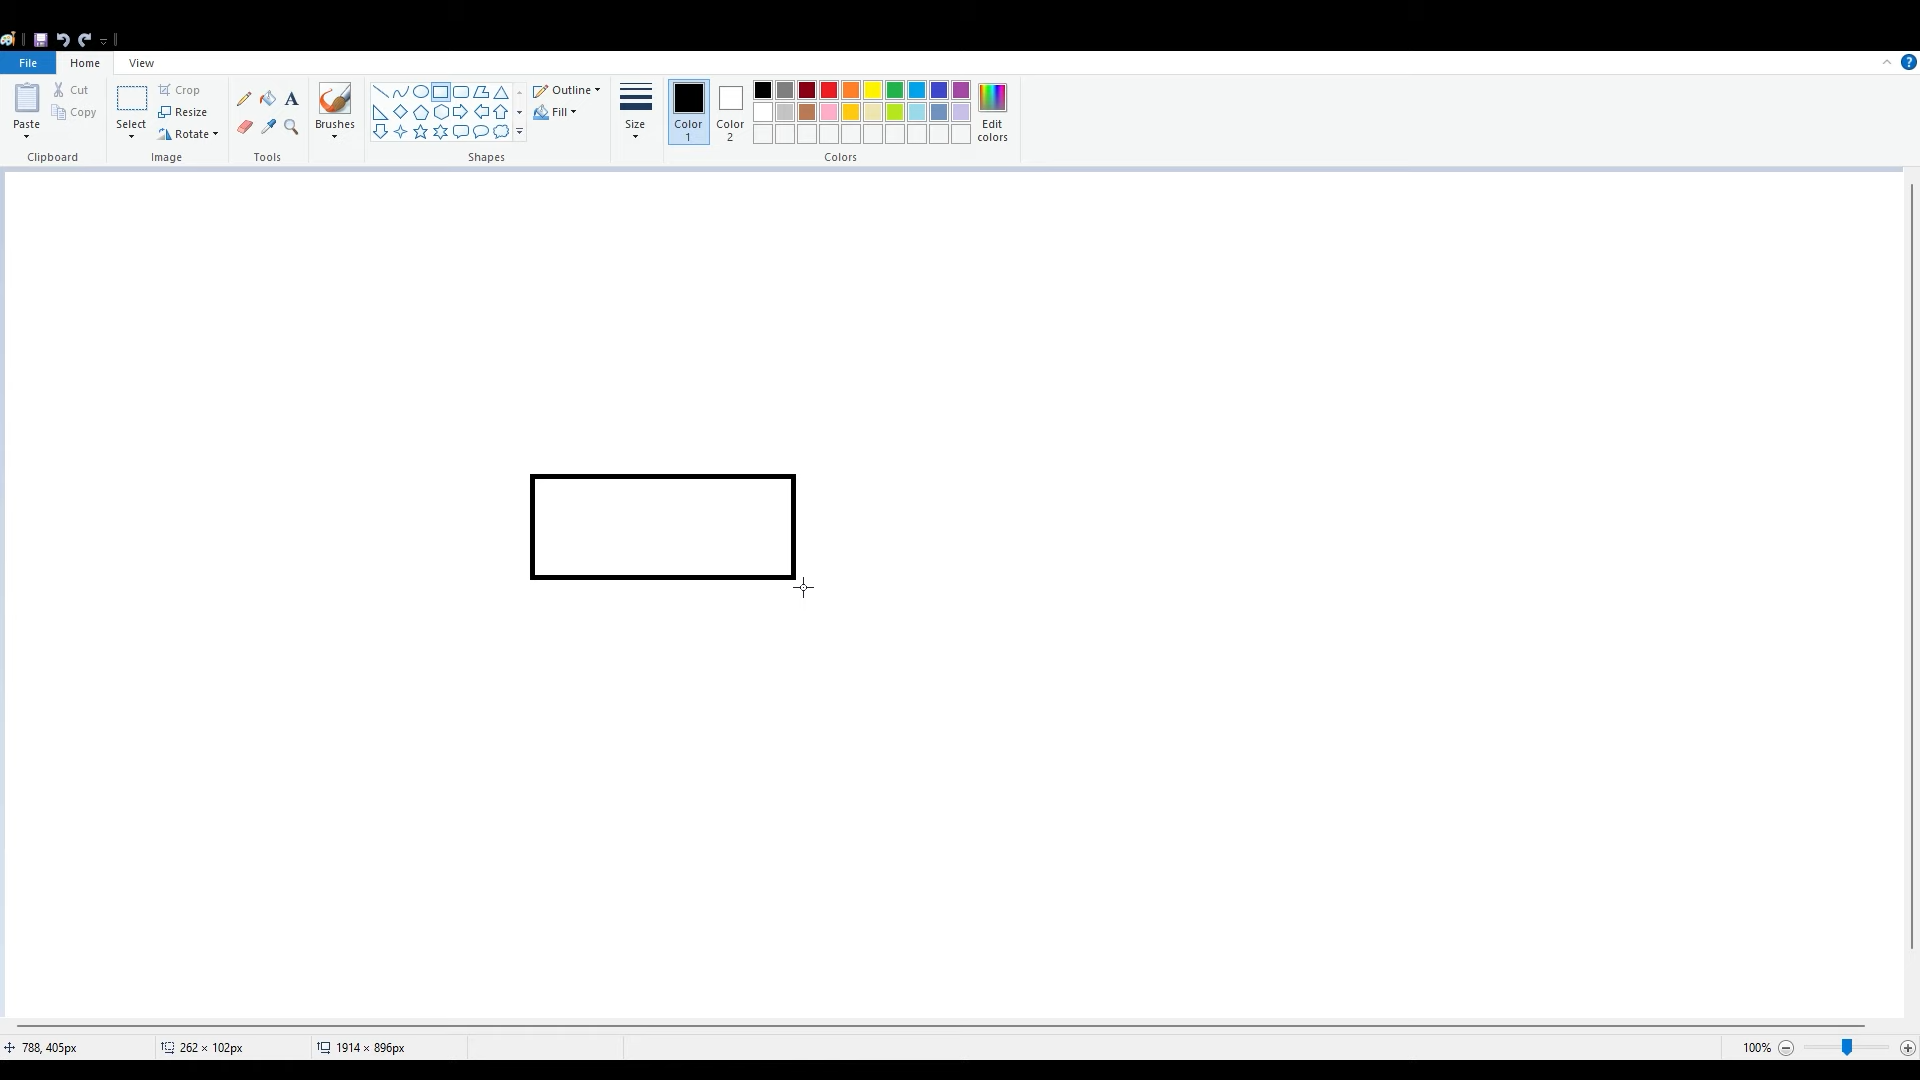 File Home View
?
Paste Cut Copy
Select Crop Resize Rotate
A
Brushes
Outline Fill
Size
Color 1 Color 2
Edit colors
Clipboard Image Tools Shapes Colors
788, 405px 262 × 102px 1914 × 896px 100%